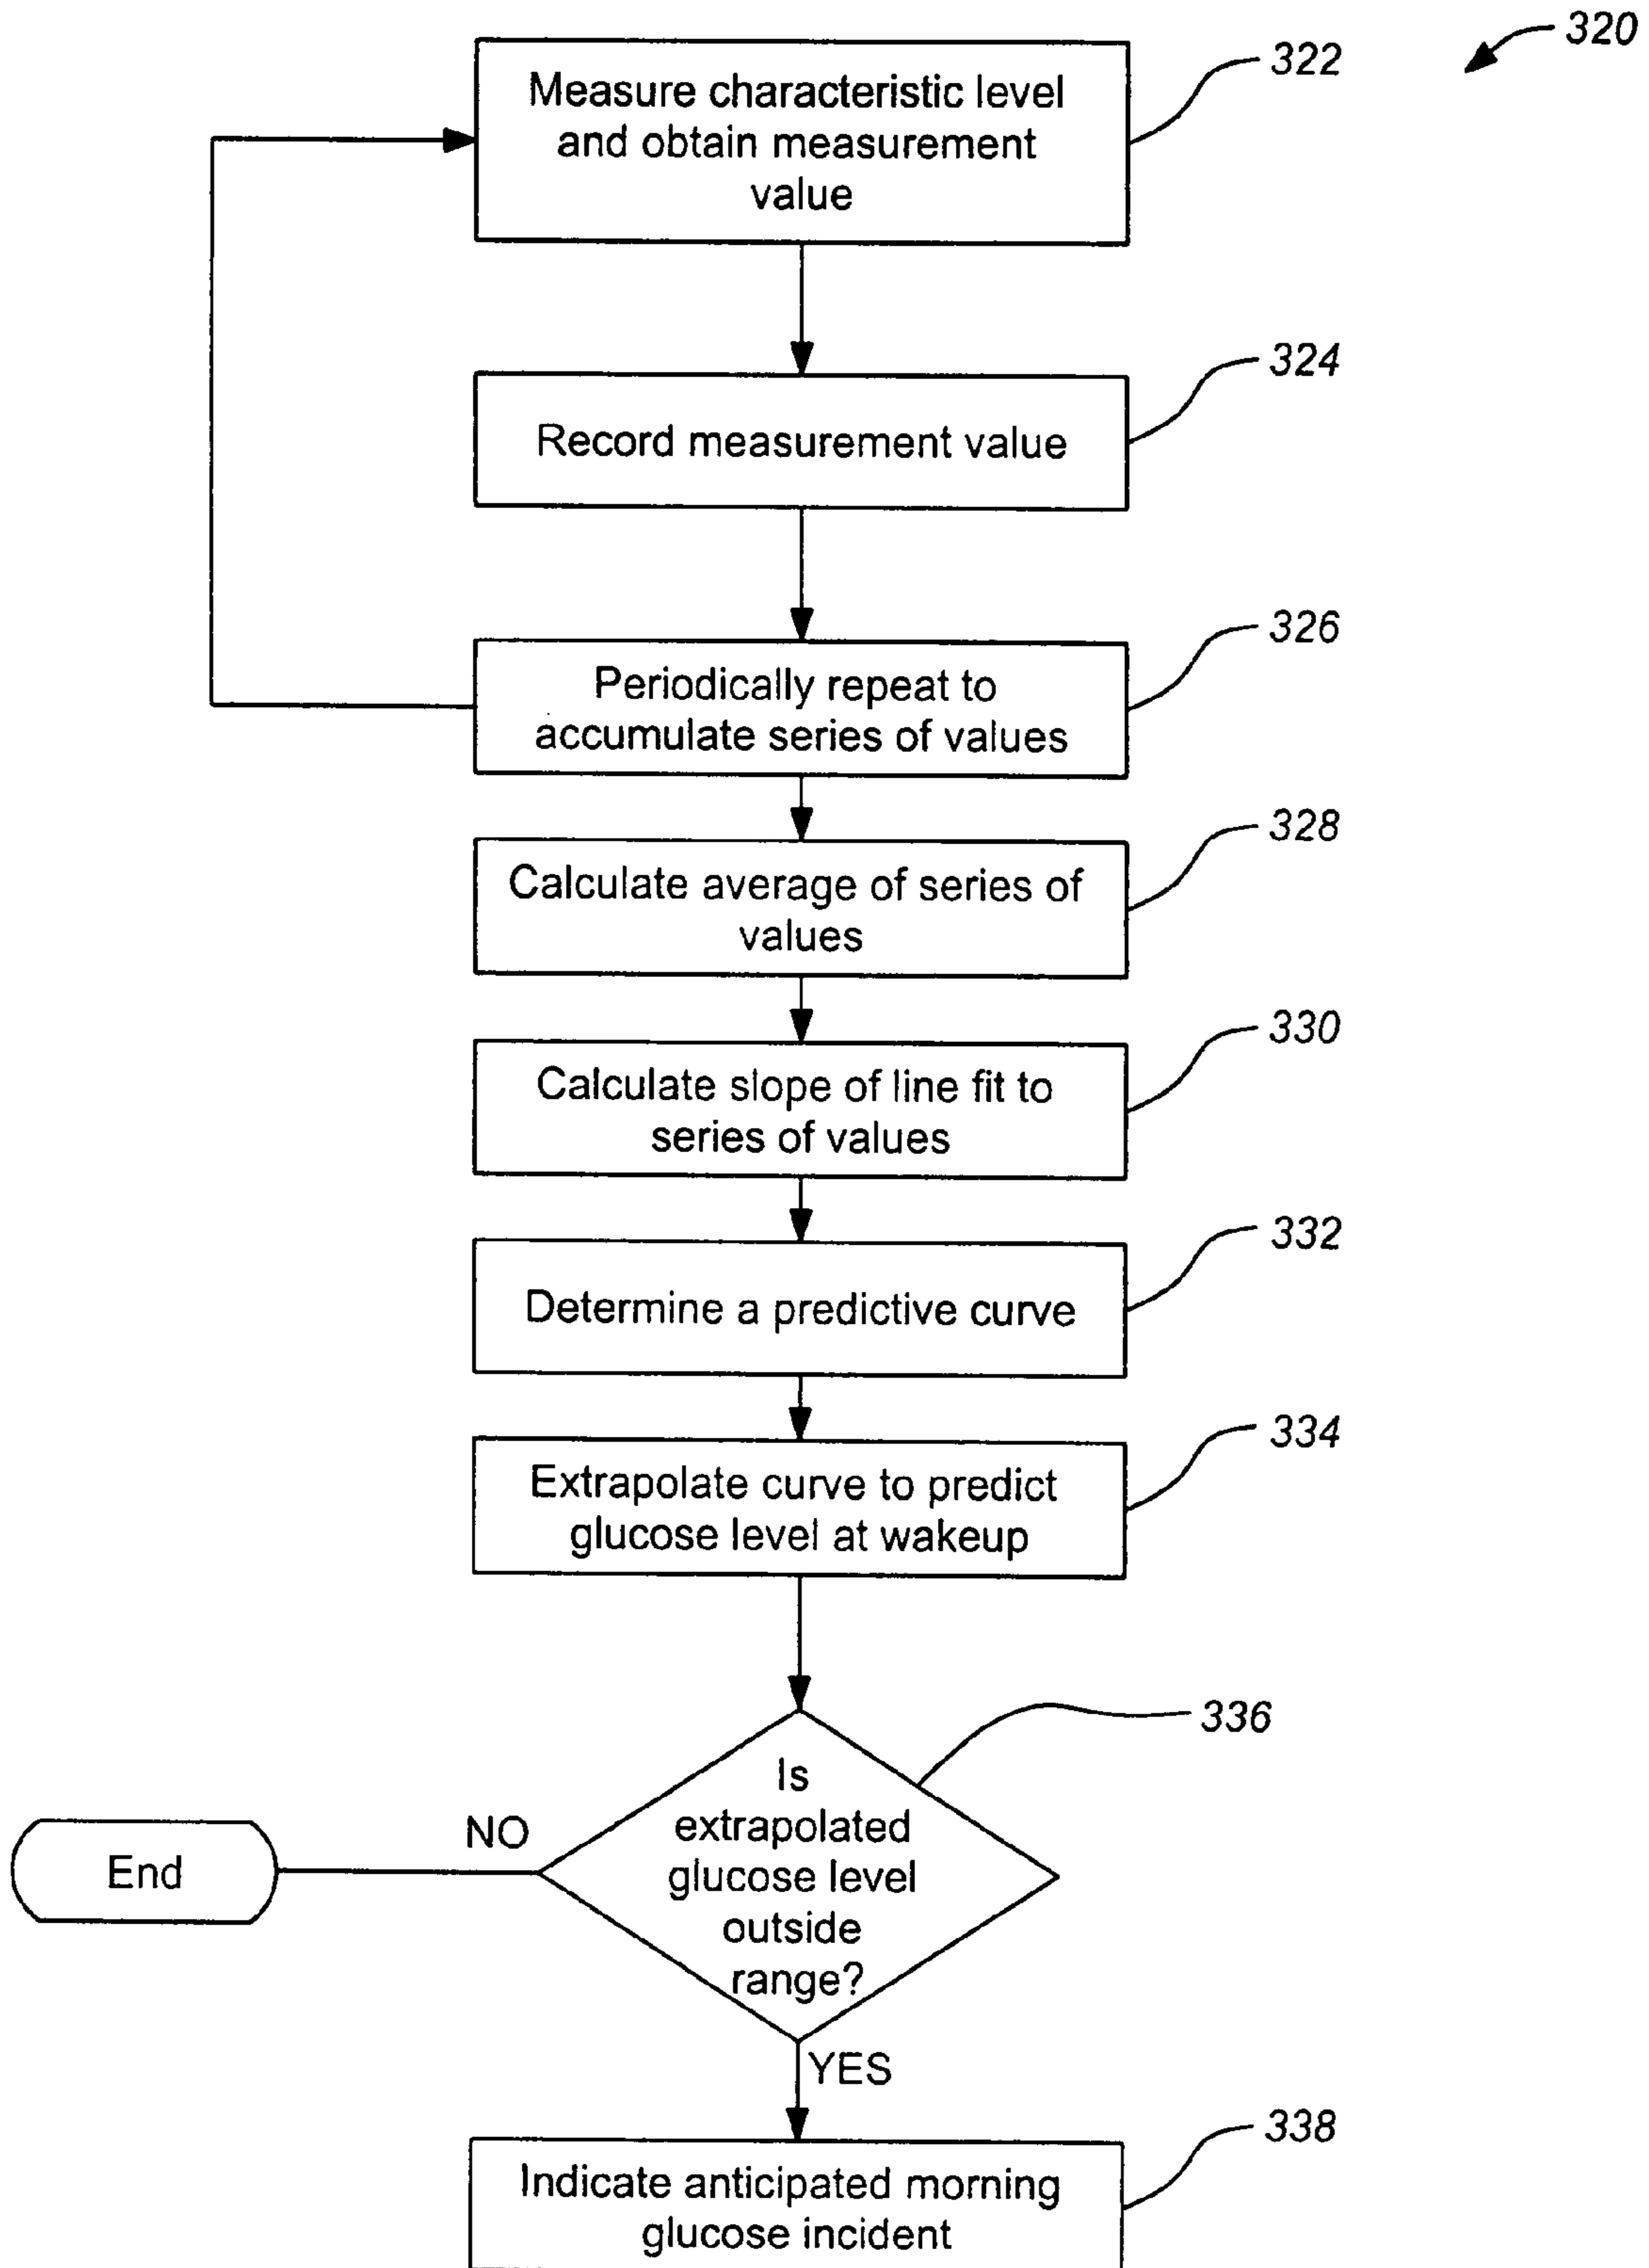 320
Measure characteristic level
and obtain measurement
value
322
Record measurement value
324
Periodically repeat to
accumulate series of values
326
Calculate average of series of
values
328
Calculate slope of line fit to
series of values
330
Determine a predictive curve
332
Extrapolate curve to predict
glucose level at wakeup
334
Is
extrapolated
glucose level
outside
range?
336
NO
End
YES
Indicate anticipated morning
glucose incident
338